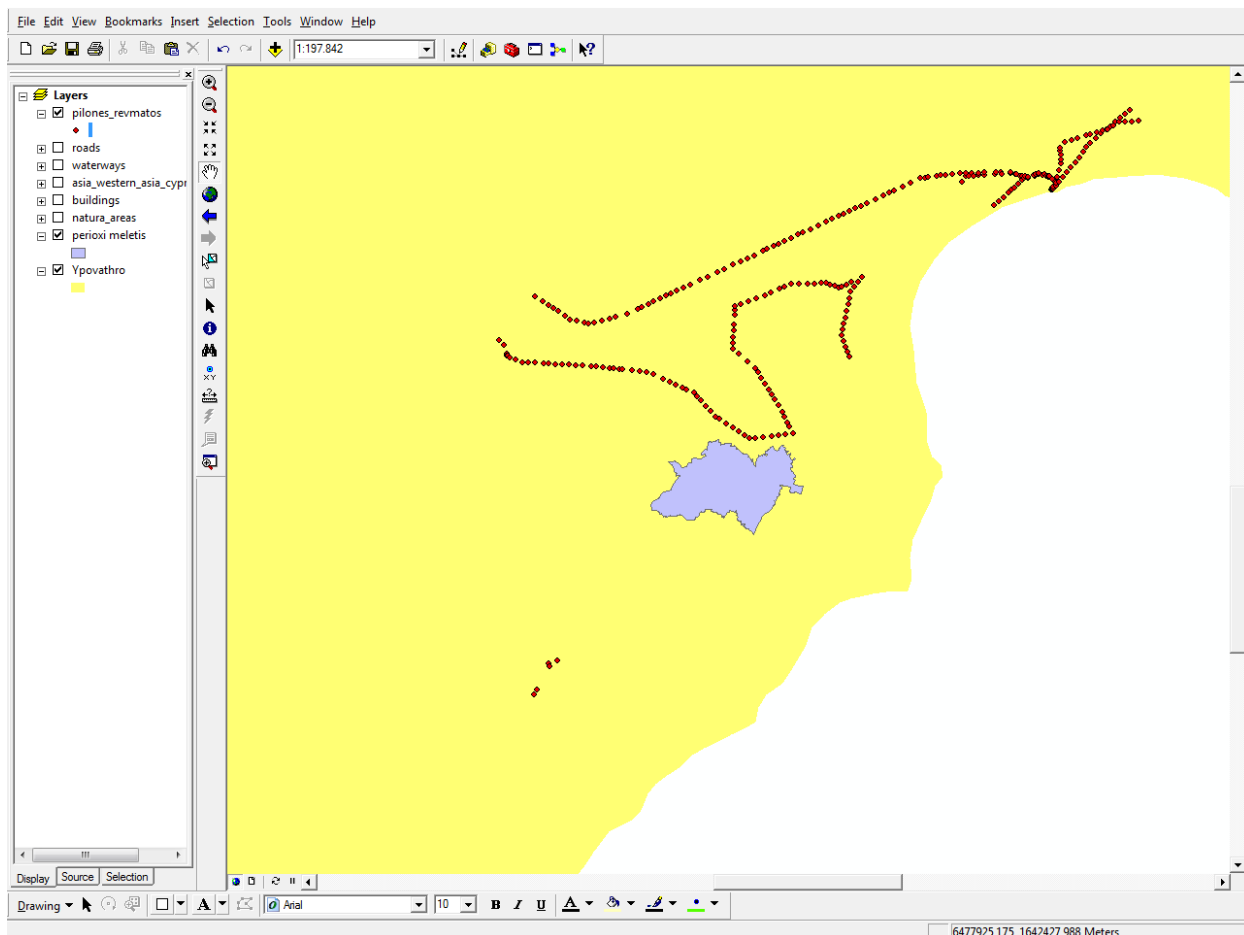 File Edit View Bookmarks Insert Selection Tools Window Help
1:197.842
Layers
pilones_revmatos
roads
waterways
asia_western_asia_cypr
buildings
natura_areas
perioxi meletis
Ypovathro
XY
Display Source Selection
Drawing A Arial 10 B I U A
6477925,175 1642427,988 Meters